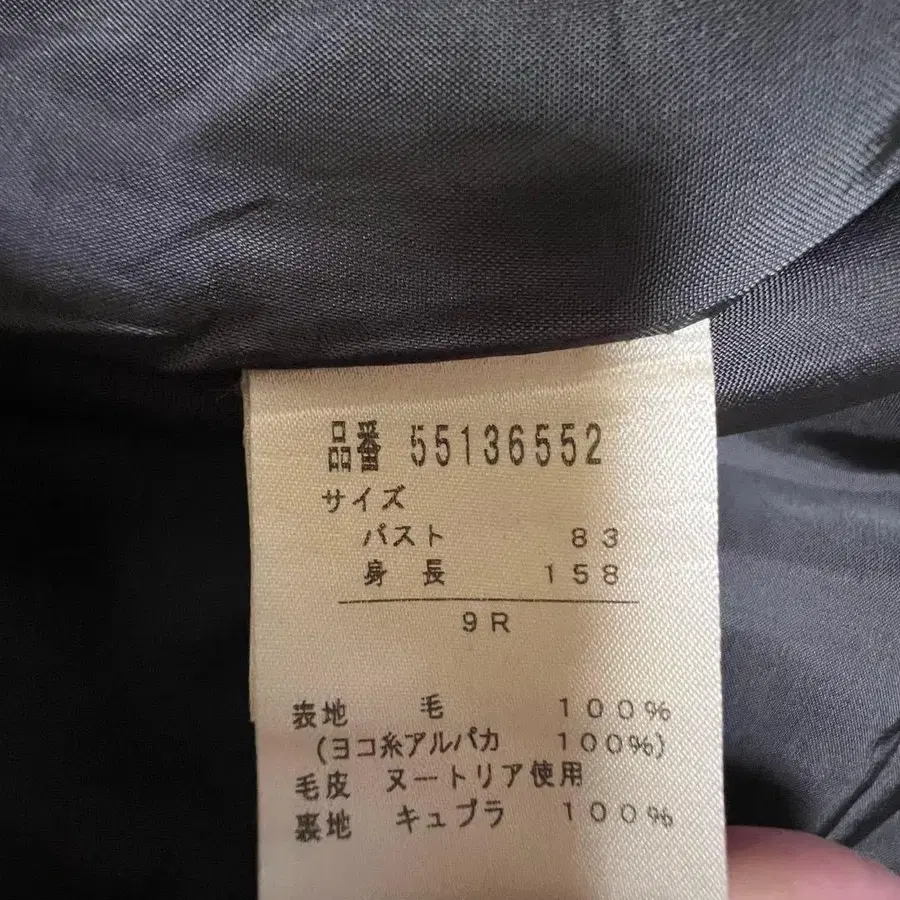 品番 55136552
サイズ
バスト 83
身長 158
9R
表地 毛 100%
(ヨコ糸アルパカ 100%)
毛皮 ヌートリア使用
裏地 キュプラ 100%